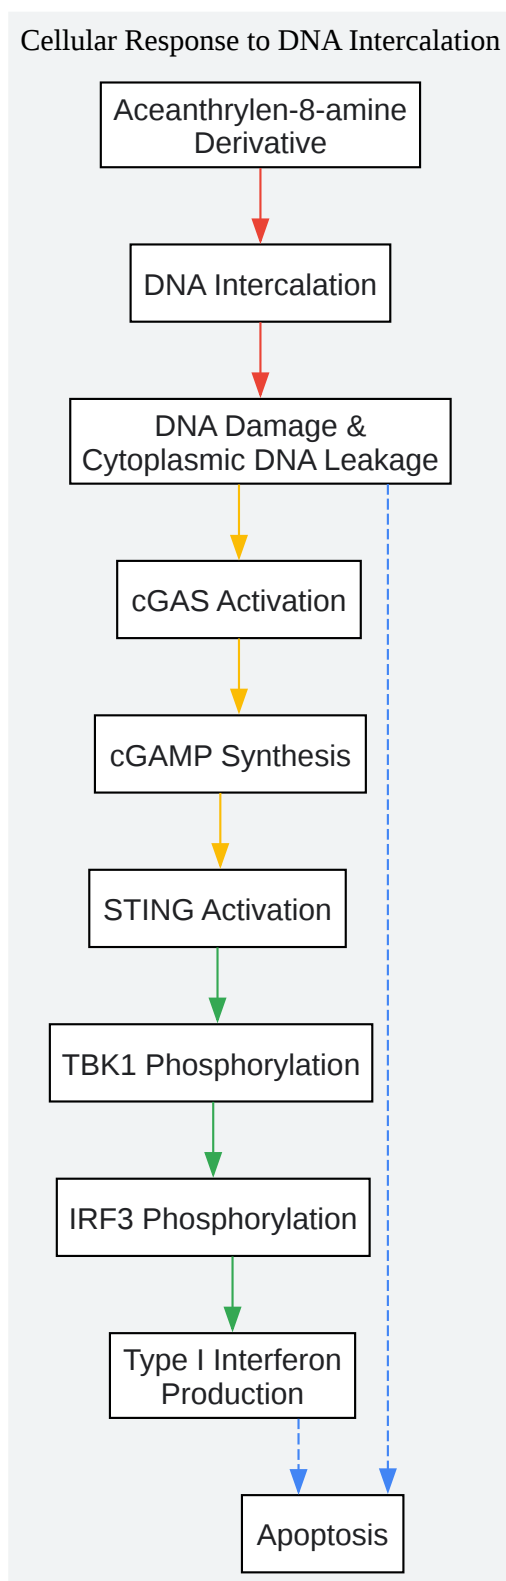 Cellular Response to DNA Intercalation
Aceanthrylen-8-amine
Derivative
DNA Intercalation
DNA Damage &
Cytoplasmic DNA Leakage
cGAS Activation
cGAMP Synthesis
STING Activation
TBK1 Phosphorylation
IRF3 Phosphorylation
Type I Interferon
Production
Apoptosis